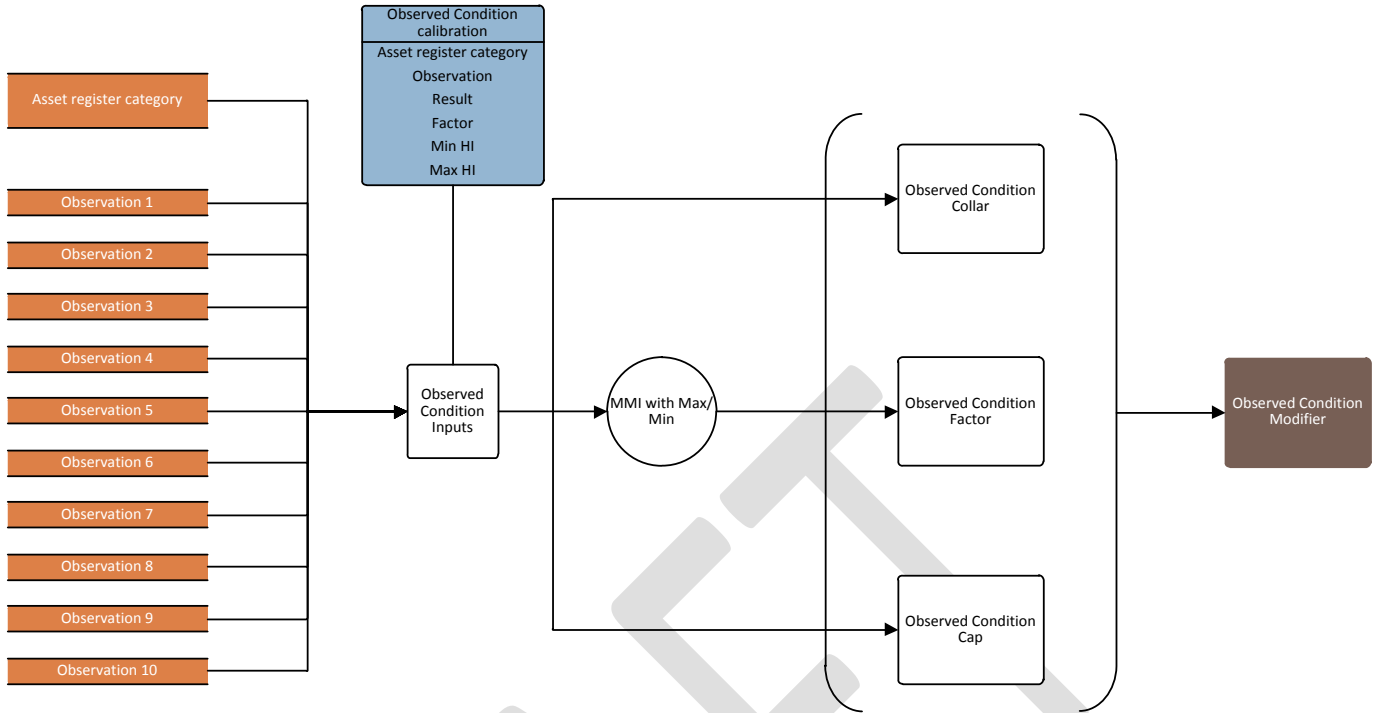 Observed Condition
calibration
Asset register category
Observation
Result
Factor
Min HI
Max HI
Asset register category
Observation 1
Observation 2
Observation 3
Observation 4
Observation 5
Observation 6
Observation 7
Observation 8
Observation 9
Observation 10
Observed
Condition
Inputs
MMI with Max/
Min
Observed Condition
Collar
Observed Condition
Factor
Observed Condition
Cap
Observed Condition
Modifier